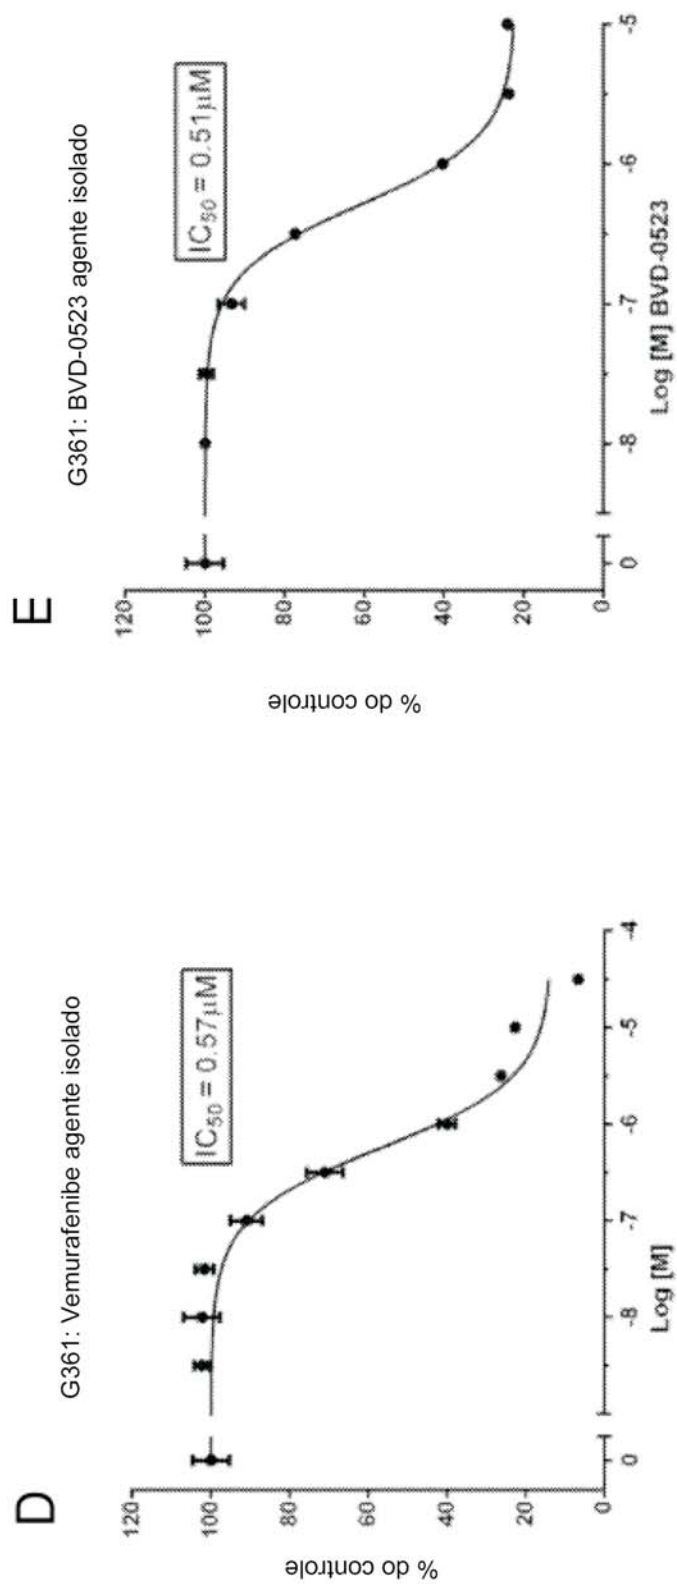 D
G361: Vemurafenibe agente isolado
IC50 = 0.57µM
120
100
80
60
40
20
0
% do controle
0
-8
-7
-6
-5
-4
Log [M]
E
G361: BVD-0523 agente isolado
IC50 = 0.51µM
120
100
80
60
40
20
0
% do controle
0
-8
-7
-6
-5
Log [M] BVD-0523